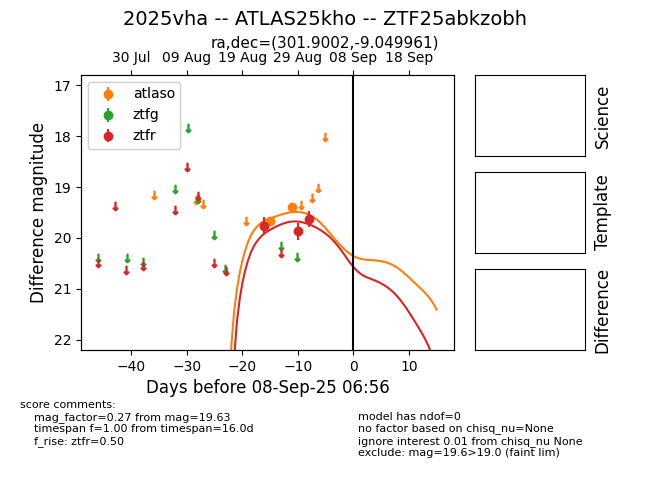 2025vha -- ATLAS25kho -- ZTF25abkzobh
ra,dec=(301.9002,-9.049961)
30 Jul 09 Aug 19 Aug 29 Aug 08 Sep 18 Sep
atlaso
ztfg
ztfr
17
18
19
20
21
22
Difference magnitude
−40 −30 −20 −10 0 10
Days before 08-Sep-25 06:56
Science
Template
Difference
score comments:
mag_factor=0.27 from mag=19.63
timespan f=1.00 from timespan=16.0d
f_rise: ztfr=0.50
model has ndof=0
no factor based on chisq_nu=None
ignore interest 0.01 from chisq_nu None
exclude: mag=19.6>19.0 (faint lim)